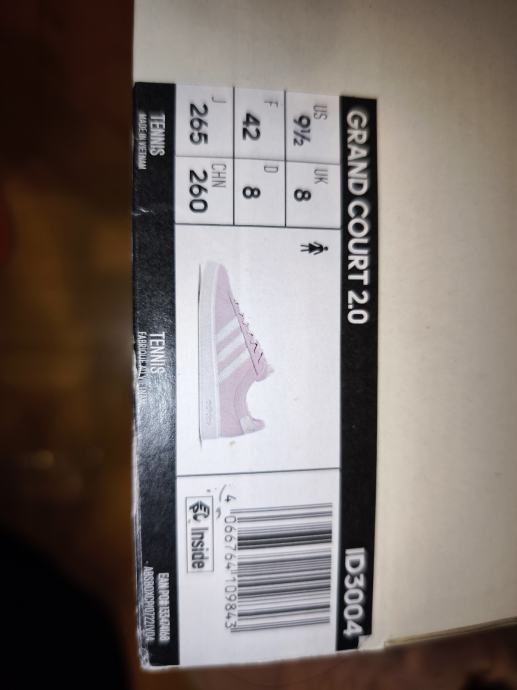 GRAND COURT 2.0
ID3004
US
9½
UK
8
F
42
D
8
J
265
CHN
260
4 066764 109843
Inside
TENNIS
MADE IN VIETNAM
TENNIS